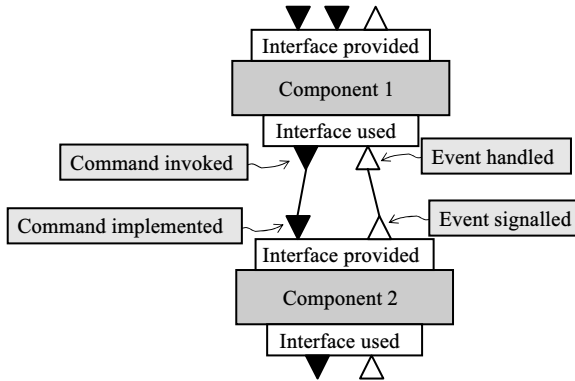 Interface provided
Component 1
Interface used
Command invoked
Event handled
Command implemented
Event signalled
Interface provided
Component 2
Interface used